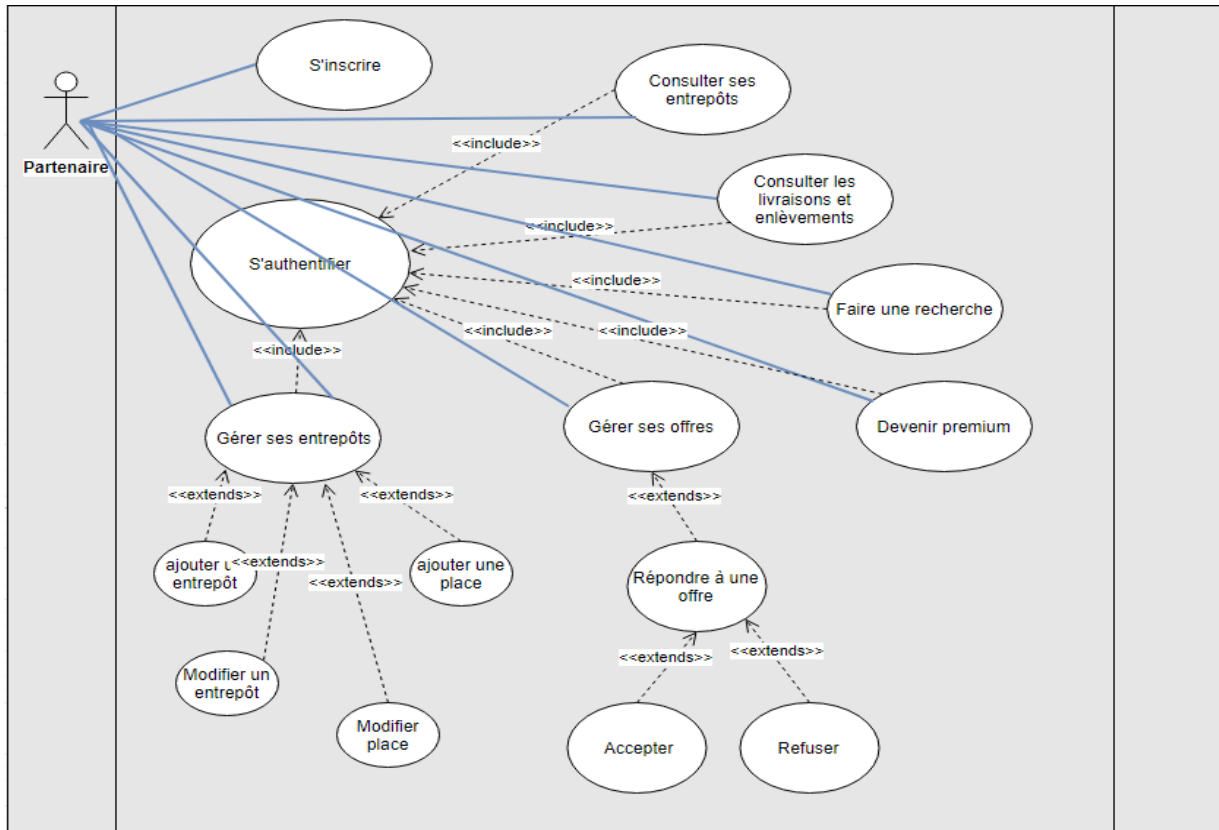 S'inscrire
Consulter ses
entrepôts
Partenaire
<<include>>
Consulter les
livraisons et
enlèvements
<<include>>
S'authentifier
<<include>>
Faire une recherche
<<include>>
<<include>>
<<include>>
Gérer ses entrepôts
Gérer ses offres
Devenir premium
<<extends>>
<<extends>>
<<extends>>
<<extends>>
ajouter
entrepôt
<<extends>>
<<extends>>
ajouter une
place
Répondre à une
offre
<<extends>>
<<extends>>
Modifier un
entrepôt
Modifier
place
Accepter
Refuser